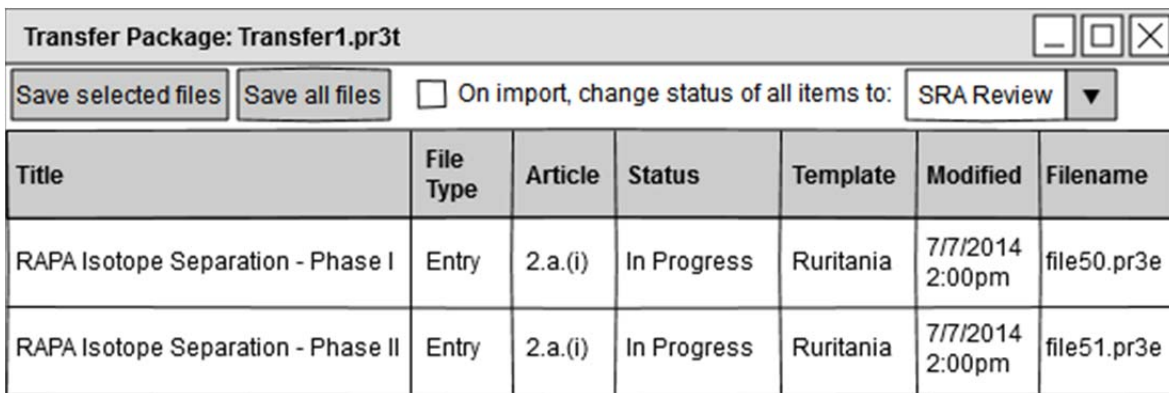 Transfer Package: Transfer1.pr3t
Save selected files Save all files On import, change status of all items to: SRA Review
Title File Type Article Status Template Modified Filename
RAPA Isotope Separation - Phase I Entry 2.a.(i) In Progress Ruritania 7/7/2014 2:00pm file50.pr3e
RAPA Isotope Separation - Phase II Entry 2.a.(i) In Progress Ruritania 7/7/2014 2:00pm file51.pr3e